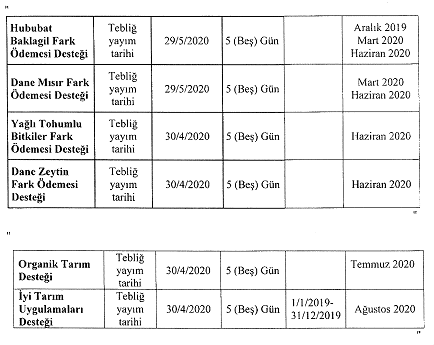 "
Hububat Baklagil Fark Ödemesi Desteği Tebliğ yayım tarihi 29/5/2020 5 (Beş) Gün Aralık 2019 Mart 2020 Haziran 2020
Dane Mısır Fark Ödemesi Desteği Tebliğ yayım tarihi 29/5/2020 5 (Beş) Gün Mart 2020 Haziran 2020
Yağlı Tohumlu Bitkiler Fark Ödemesi Desteği Tebliğ yayım tarihi 30/4/2020 5 (Beş) Gün Haziran 2020
Dane Zeytin Fark Ödemesi Desteği Tebliğ yayım tarihi 30/4/2020 5 (Beş) Gün Haziran 2020
"
"
Organik Tarım Desteği Tebliğ yayım tarihi 30/4/2020 5 (Beş) Gün Temmuz 2020
İyi Tarım Uygulamaları Desteği Tebliğ yayım tarihi 30/4/2020 5 (Beş) Gün 1/1/2019-31/12/2019 Ağustos 2020
"